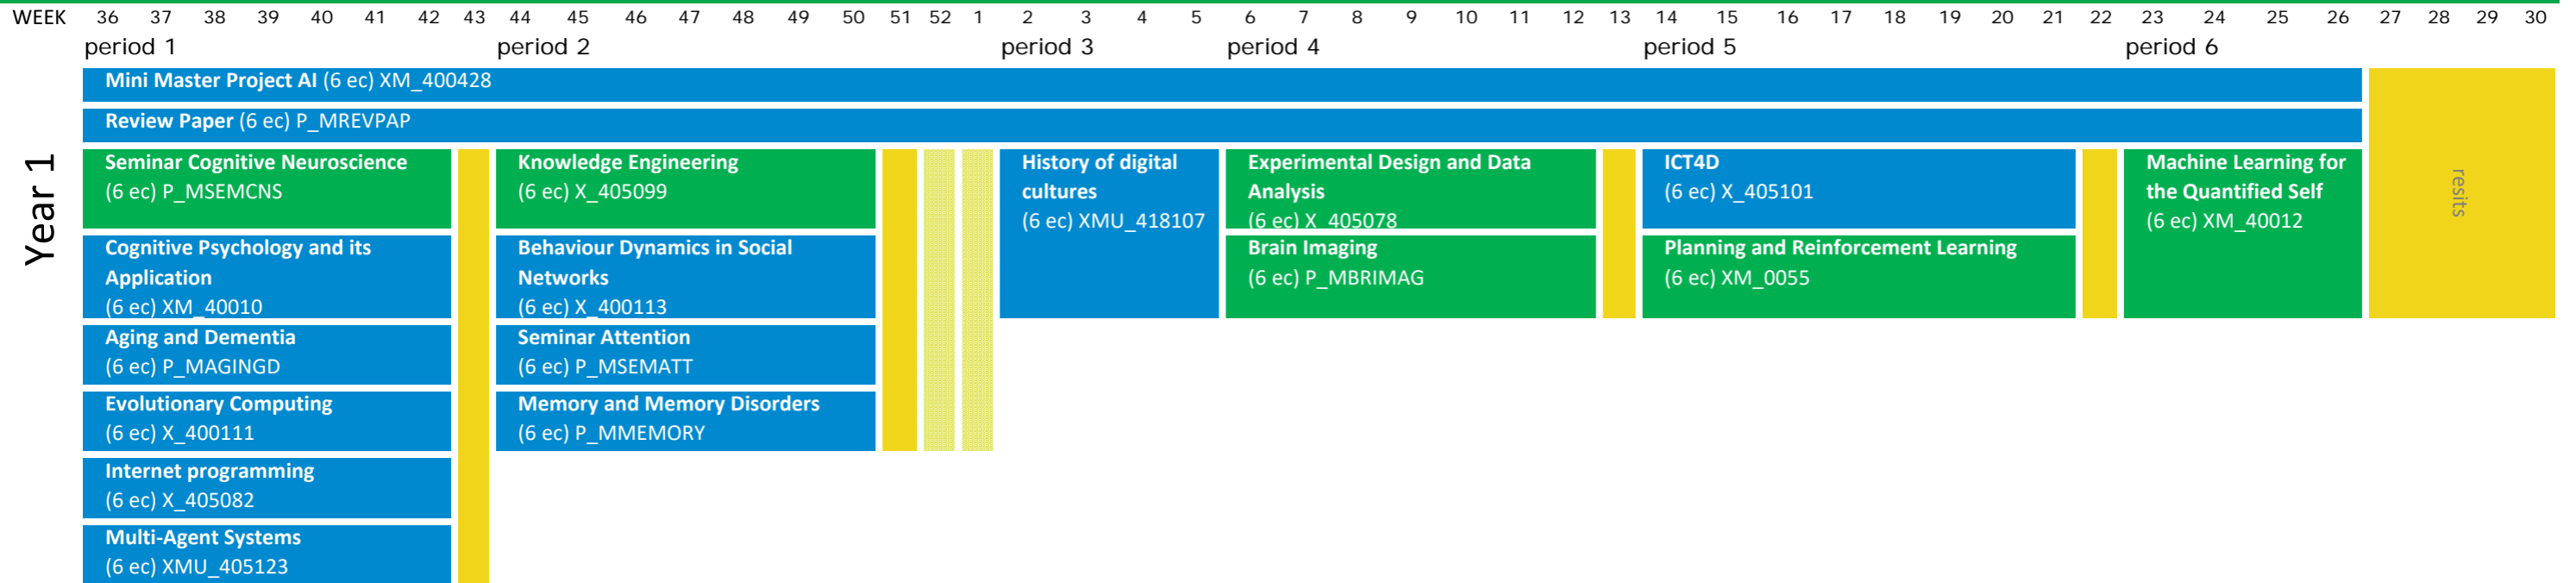 WEEK 36 37 38 39 40 41 42 43 44 45 46 47 48 49 50 51 52 1 2 3 4 5 6 7 8 9 10 11 12 13 14 15 16 17 18 19 20 21 22 23 24 25 26 27 28 29 30
period 1 period 2 period 3 period 4 period 5 period 6
Year 1
Mini Master Project AI (6 ec) XM_400428
Review Paper (6 ec) P_MREVPAP
Seminar Cognitive Neuroscience
(6 ec) P_MSEMCNS
Cognitive Psychology and its
Application
(6 ec) XM_40010
Aging and Dementia
(6 ec) P_MAGINGD
Evolutionary Computing
(6 ec) X_400111
Internet programming
(6 ec) X_405082
Multi-Agent Systems
(6 ec) XMU_405123
Knowledge Engineering
(6 ec) X_405099
Behaviour Dynamics in Social
Networks
(6 ec) X_400113
Seminar Attention
(6 ec) P_MSEMATT
Memory and Memory Disorders
(6 ec) P_MMEMORY
History of digital
cultures
(6 ec) XMU_418107
Experimental Design and Data
Analysis
(6 ec) X_405078
Brain Imaging
(6 ec) P_MBRIMAG
ICT4D
(6 ec) X_405101
Planning and Reinforcement Learning
(6 ec) XM_0055
Machine Learning for
the Quantified Self
(6 ec) XM_40012
resits